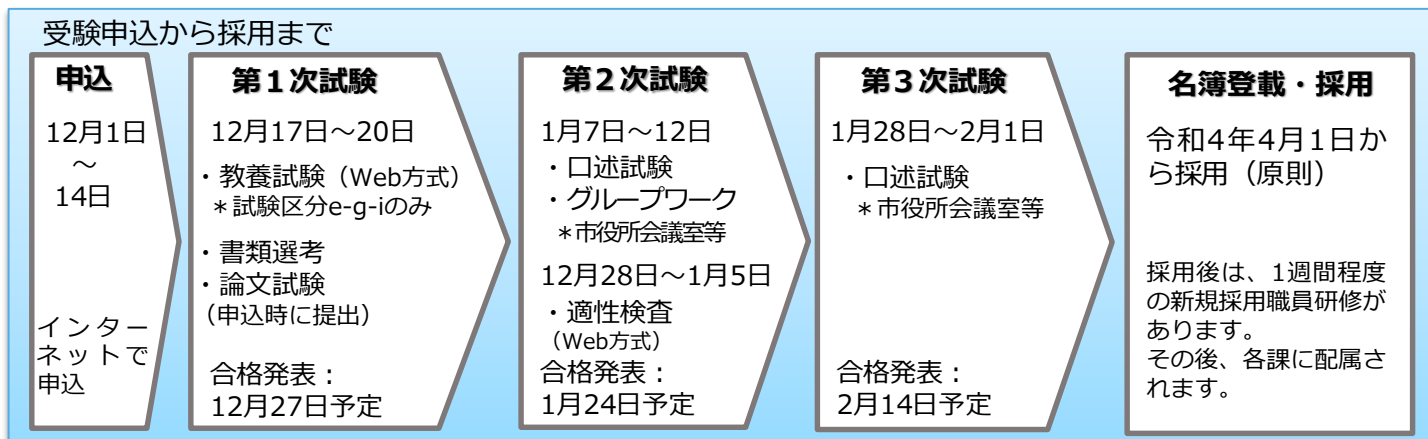 受験申込から採用まで
申込
12月1日
～
14日
インター
ネットで
申込
第１次試験
12月17日～20日
・教養試験（Web方式）
＊試験区分e-g-iのみ
・書類選考
・論文試験
（申込時に提出）
合格発表：
12月27日予定
第２次試験
1月7日～12日
・口述試験
・グループワーク
＊市役所会議室等
12月28日～1月5日
・適性検査
（Web方式）
合格発表：
1月24日予定
第３次試験
1月28日～2月1日
・口述試験
＊市役所会議室等
合格発表：
2月14日予定
名簿登載・採用
令和4年4月1日か
ら採用（原則）
採用後は、1週間程度
の新規採用職員研修が
あります。
その後、各課に配属さ
れます。